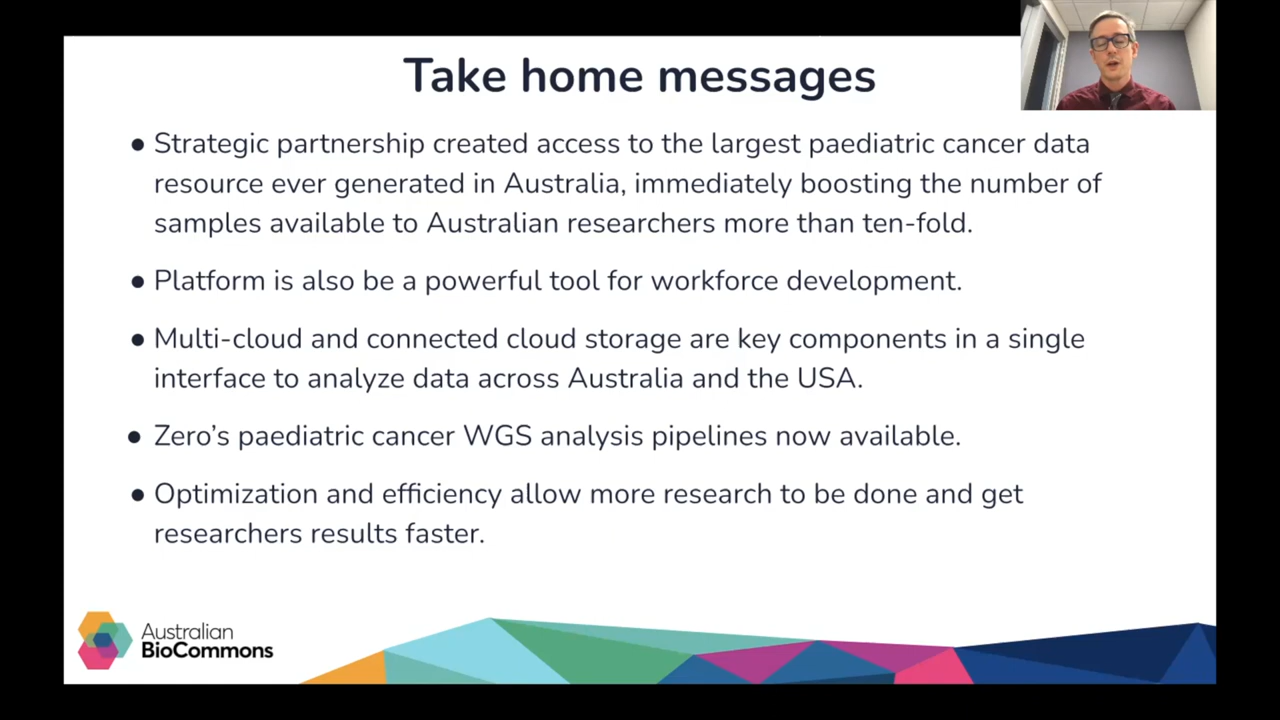 Take home messages
● Strategic partnership created access to the largest paediatric cancer data
resource ever generated in Australia, immediately boosting the number of
samples available to Australian researchers more than ten-fold.
● Platform is also be a powerful tool for workforce development.
● Multi-cloud and connected cloud storage are key components in a single
interface to analyze data across Australia and the USA.
● Zero’s paediatric cancer WGS analysis pipelines now available.
● Optimization and efficiency allow more research to be done and get
researchers results faster.
Australian
BioCommons